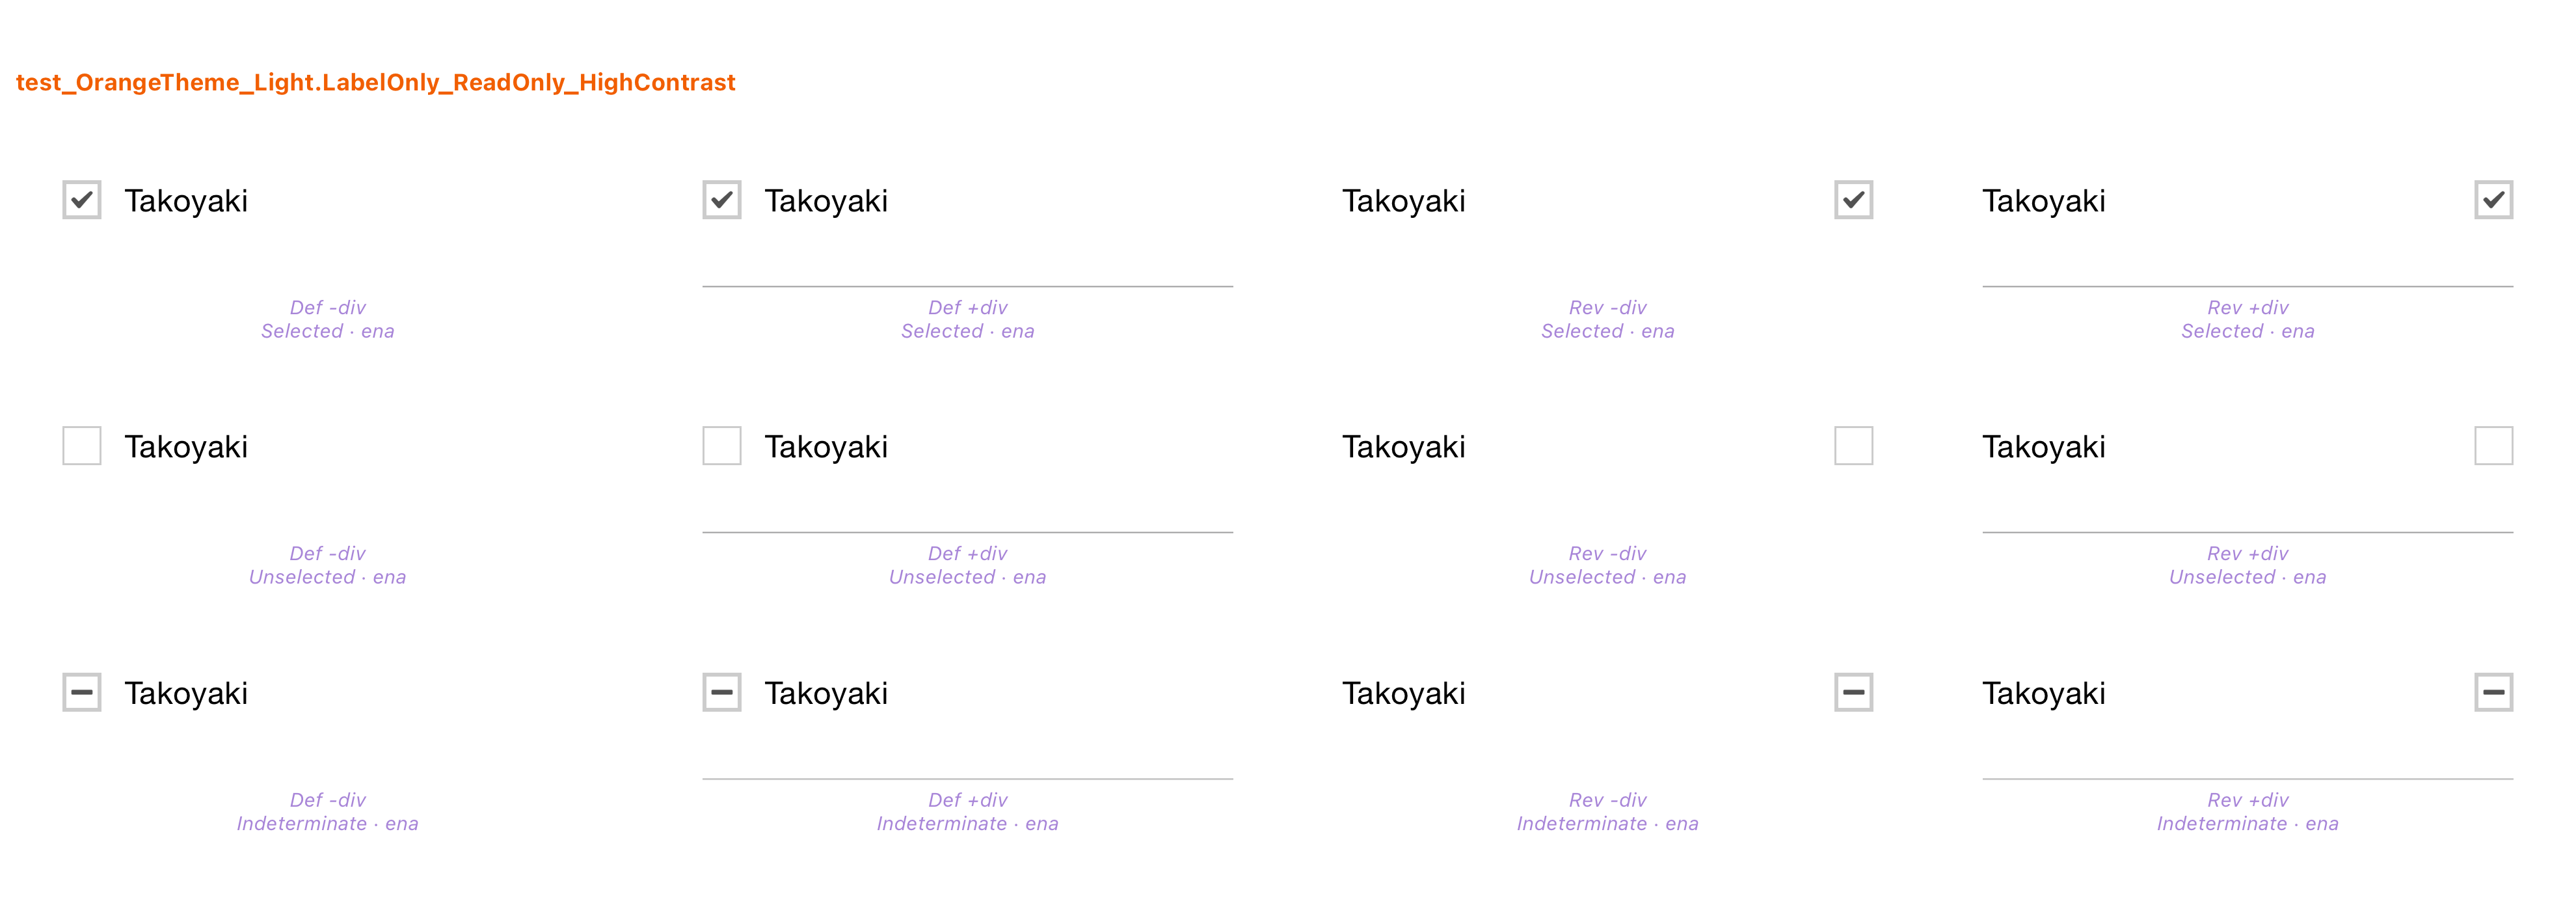 test_OrangeTheme_Light.LabelOnly_ReadOnly_HighContrast
Takoyaki
Takoyaki
Takoyaki
Takoyaki
Def -div
Selected · ena
Def +div
Selected · ena
Rev -div
Selected · ena
Rev +div
Selected · ena
Takoyaki
Takoyaki
Takoyaki
Takoyaki
Def -div
Unselected · ena
Def +div
Unselected · ena
Rev -div
Unselected · ena
Rev +div
Unselected · ena
Takoyaki
Takoyaki
Takoyaki
Takoyaki
Def -div
Indeterminate · ena
Def +div
Indeterminate · ena
Rev -div
Indeterminate · ena
Rev +div
Indeterminate · ena